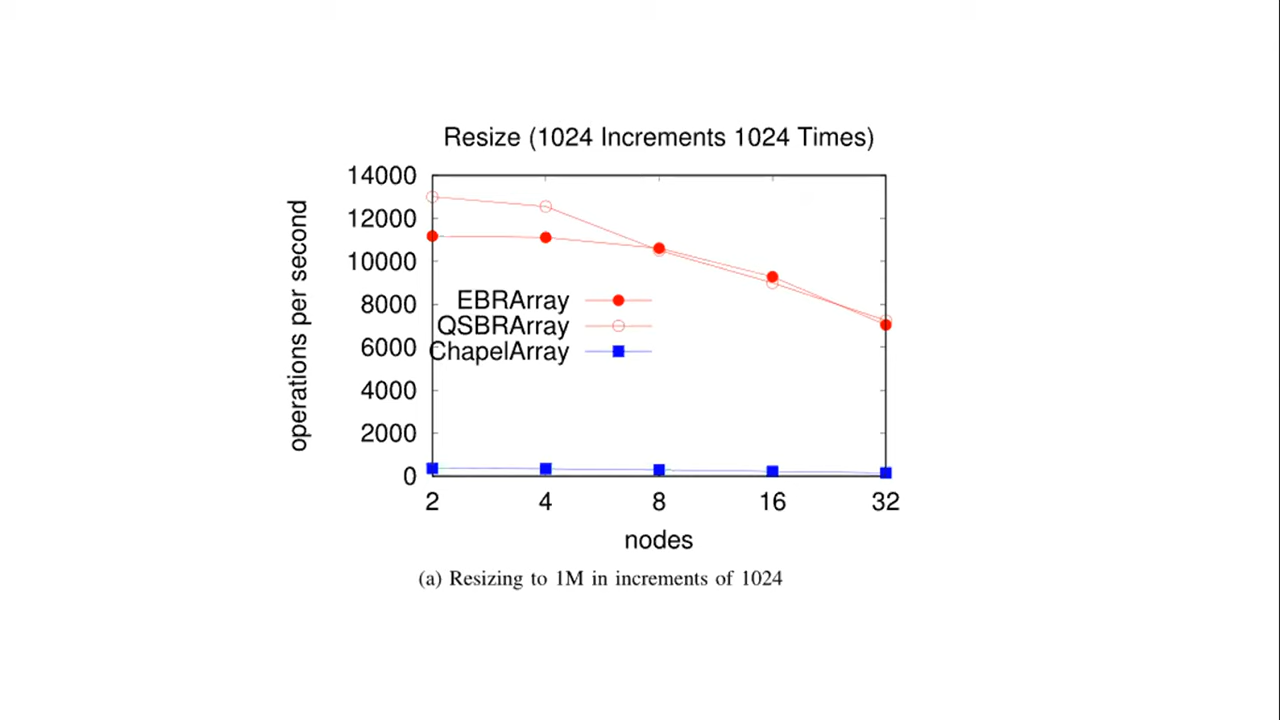 Resize (1024 Increments 1024 Times)
14000
12000
10000
8000
6000
4000
2000
0
operations per second
EBRArray
QSBRArray
ChapelArray
2 4 8 16 32
nodes
(a) Resizing to 1M in increments of 1024